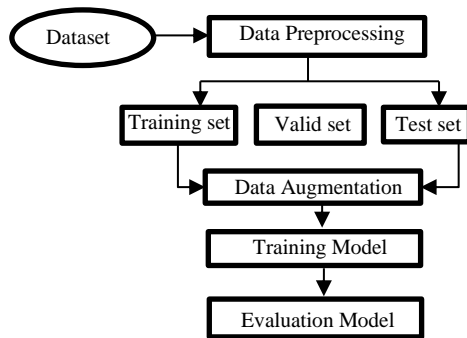 Dataset
Data Preprocessing
Training set
Valid set
Test set
Data Augmentation
Training Model
Evaluation Model